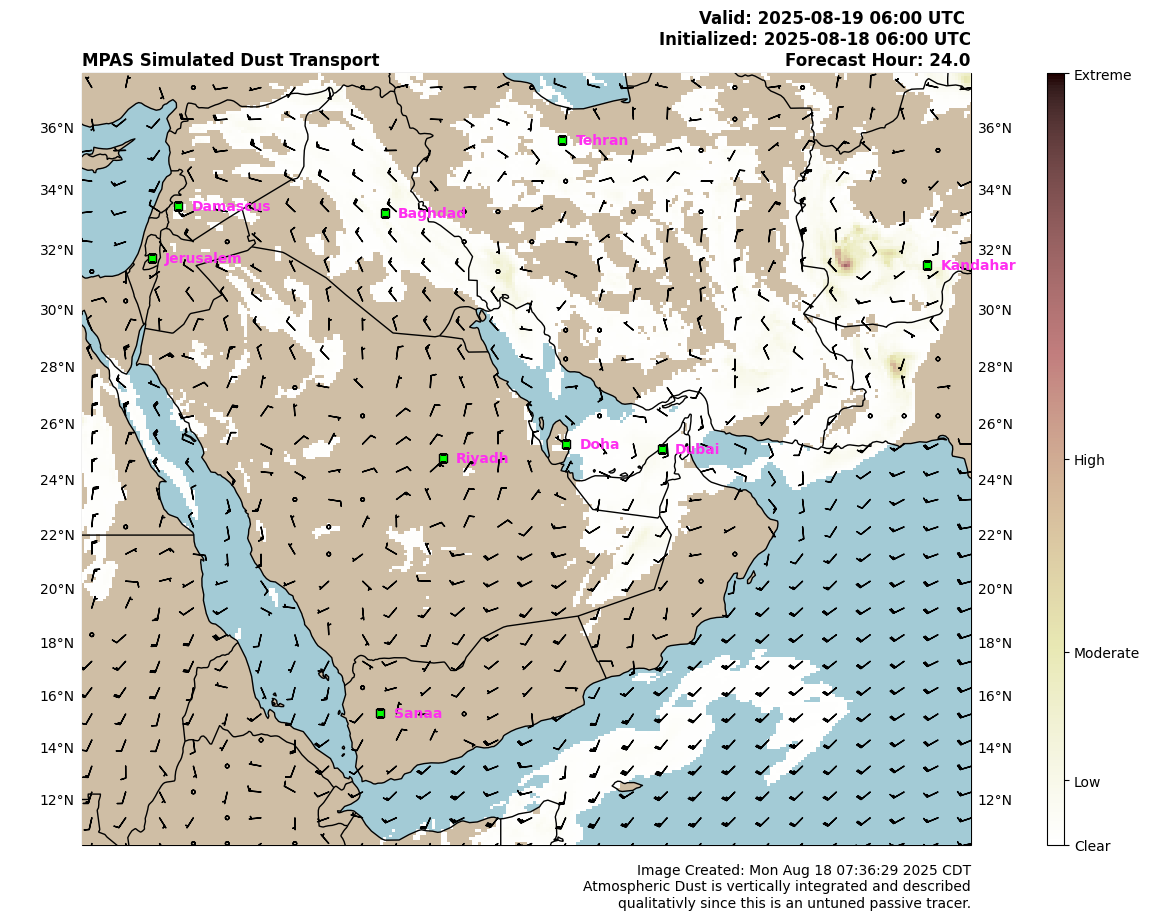 Valid: 2025-08-19 06:00 UTC
Initialized: 2025-08-18 06:00 UTC
MPAS Simulated Dust Transport
Forecast Hour: 24.0
Extreme
36°N
36°N
Tehran
34°N
34°N
Damascus
Baghdad
32°N
32°N
Jerusalem
Kandahar
30°N
30°N
28°N
28°N
26°N
26°N
Doha
Dubai
Riyadh
High
24°N
24°N
22°N
22°N
20°N
20°N
18°N
18°N
Moderate
16°N
16°N
Sanaa
14°N
14°N
Low
12°N
12°N
Clear
Image Created: Mon Aug 18 07:36:29 2025 CDT
Atmospheric Dust is vertically integrated and described
qualitativly since this is an untuned passive tracer.